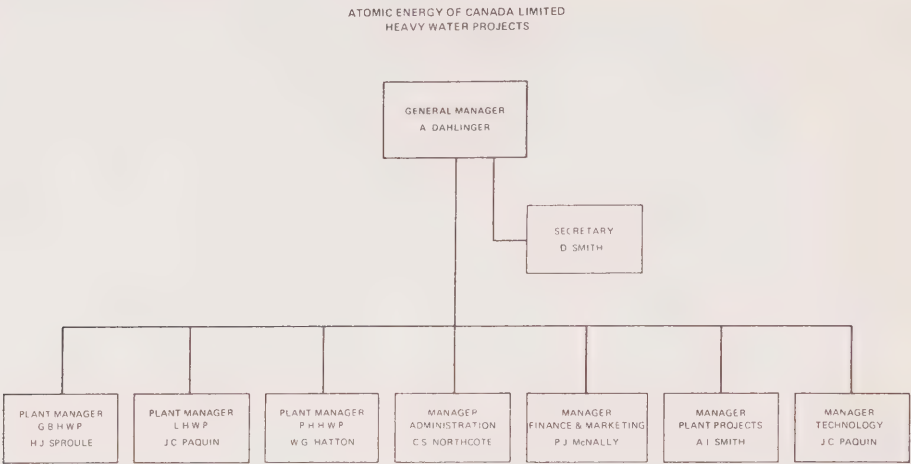 ATOMIC ENERGY OF CANADA LIMITED
HEAVY WATER PROJECTS
GENERAL MANAGER
A DAHLINGER
SECRETARY
D SMITH
PLANT MANAGER
G B H W P
H J SPROULE
PLANT MANAGER
L H W P
J C PAQUIN
PLANT MANAGER
P H H W P
W G HATTON
MANAGER
ADMINISTRATION
C S NORTHCOTE
MANAGER
FINANCE & MARKETING
P J McNALLY
MANAGER
PLANT PROJECTS
A I SMITH
MANAGER
TECHNOLOGY
J C PAQUIN